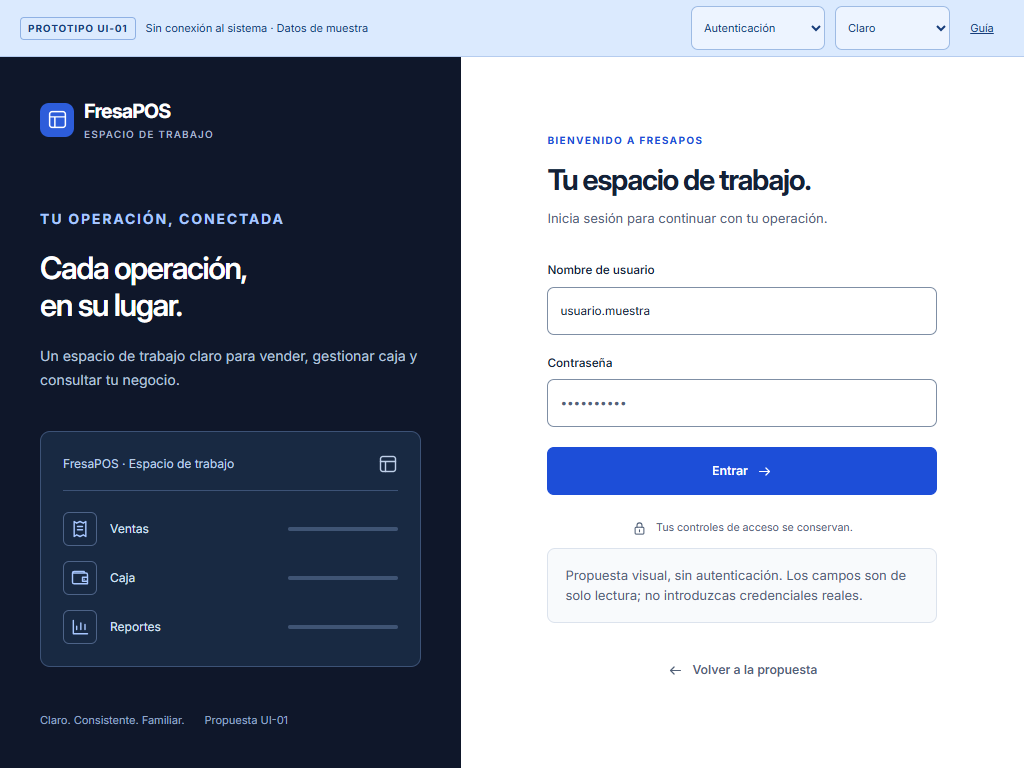 PROTOTIPO UI-01
Sin conexión al sistema · Datos de muestra
Autenticación
Claro
Guía
FresaPOS
ESPACIO DE TRABAJO
TU OPERACIÓN, CONECTADA
Cada operación,
en su lugar.
Un espacio de trabajo claro para vender, gestionar caja y
consultar tu negocio.
FresaPOS · Espacio de trabajo
Ventas
Caja
Reportes
Claro. Consistente. Familiar.
Propuesta UI-01
BIENVENIDO A FRESAPOS
Tu espacio de trabajo.
Inicia sesión para continuar con tu operación.
Nombre de usuario
usuario.muestra
Contraseña
••••••••••
Entrar →
Tus controles de acceso se conservan.
Propuesta visual, sin autenticación. Los campos son de
solo lectura; no introduzcas credenciales reales.
← Volver a la propuesta